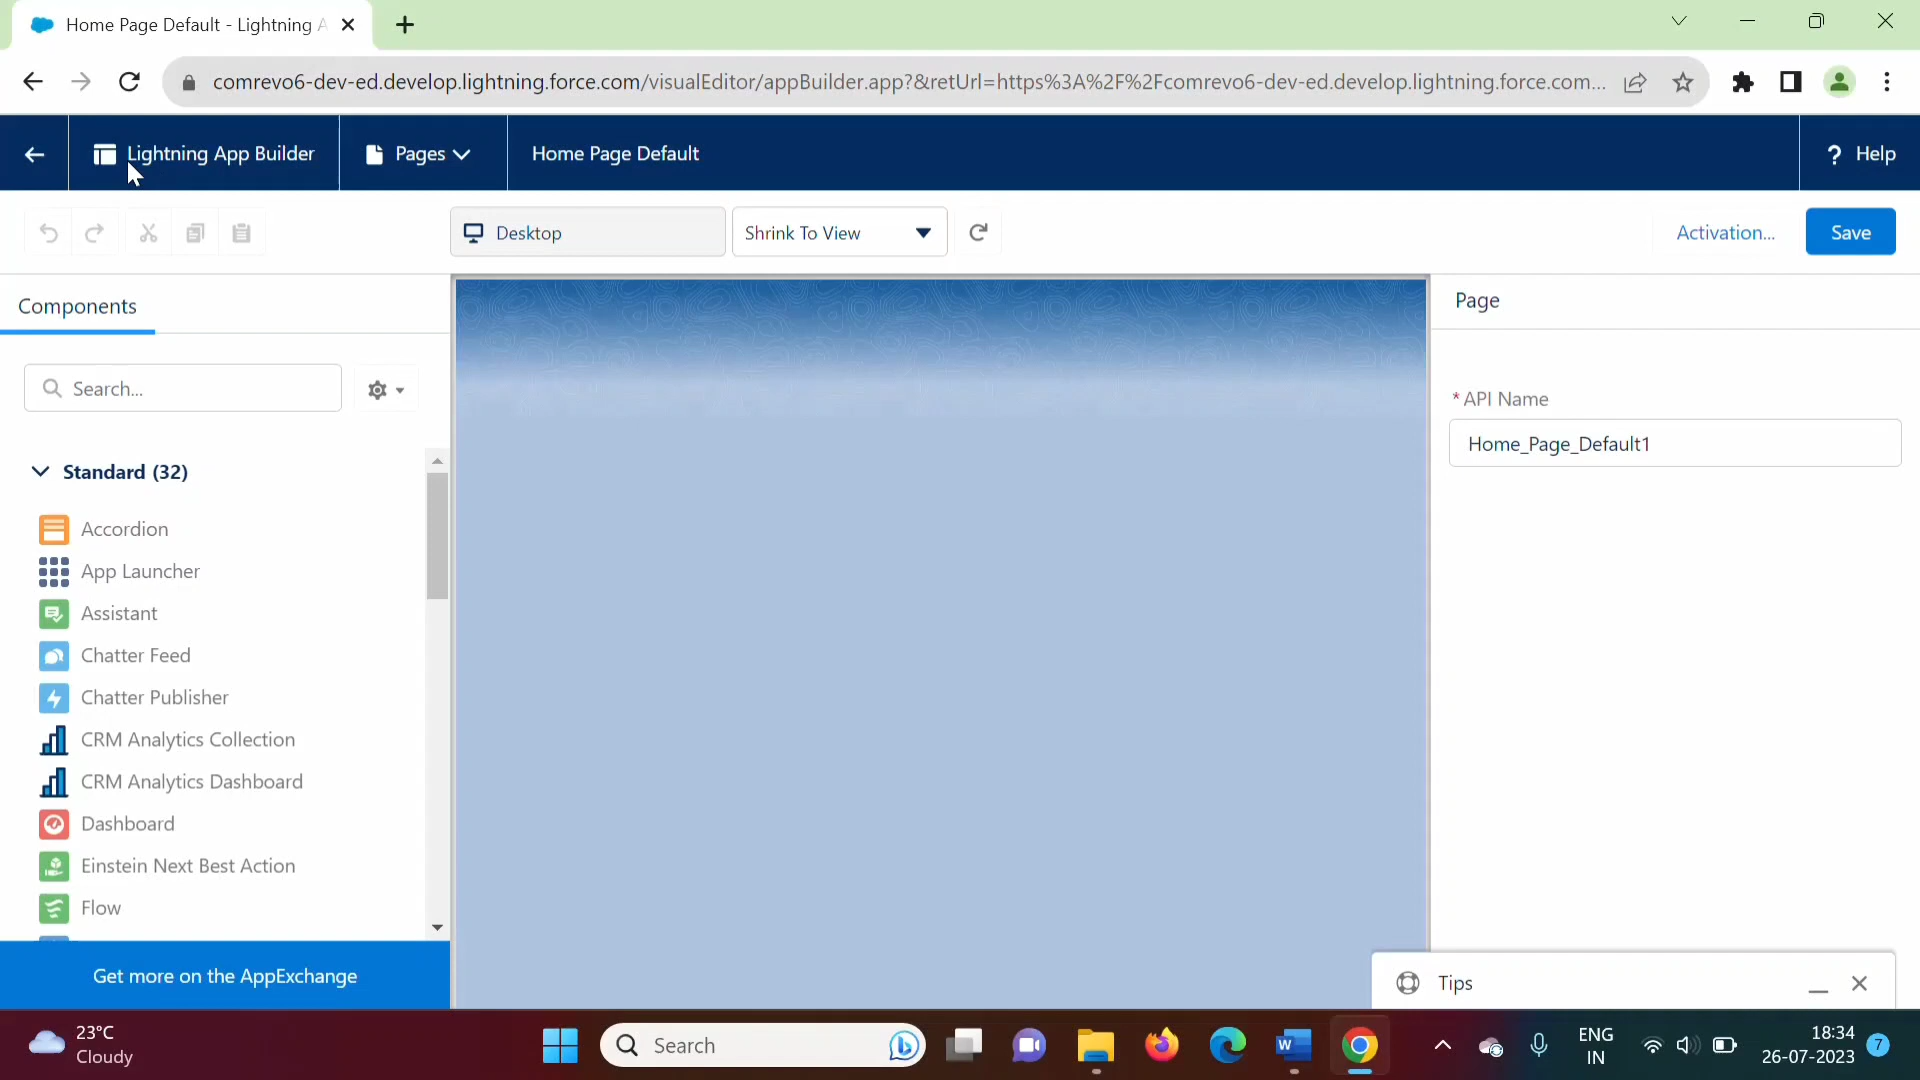 Home Page Default - Lightning A
comrevo6-dev-ed.develop.lightning.force.com/visualEditor/appBuilder.app?&retUrl=https%3A%2F%2Fcomrevo6-dev-ed.develop.lightning.force.com...
Lightning App Builder
Pages
Home Page Default
? Help
Desktop
Shrink To View
Activation...
Save
Components
Page
Search...
* API Name
Home_Page_Default1
Standard (32)
Accordion
App Launcher
Assistant
Chatter Feed
Chatter Publisher
CRM Analytics Collection
CRM Analytics Dashboard
Dashboard
Einstein Next Best Action
Flow
Get more on the AppExchange
Tips
23°C
Cloudy
Search
ENG
IN
18:34
26-07-2023
7